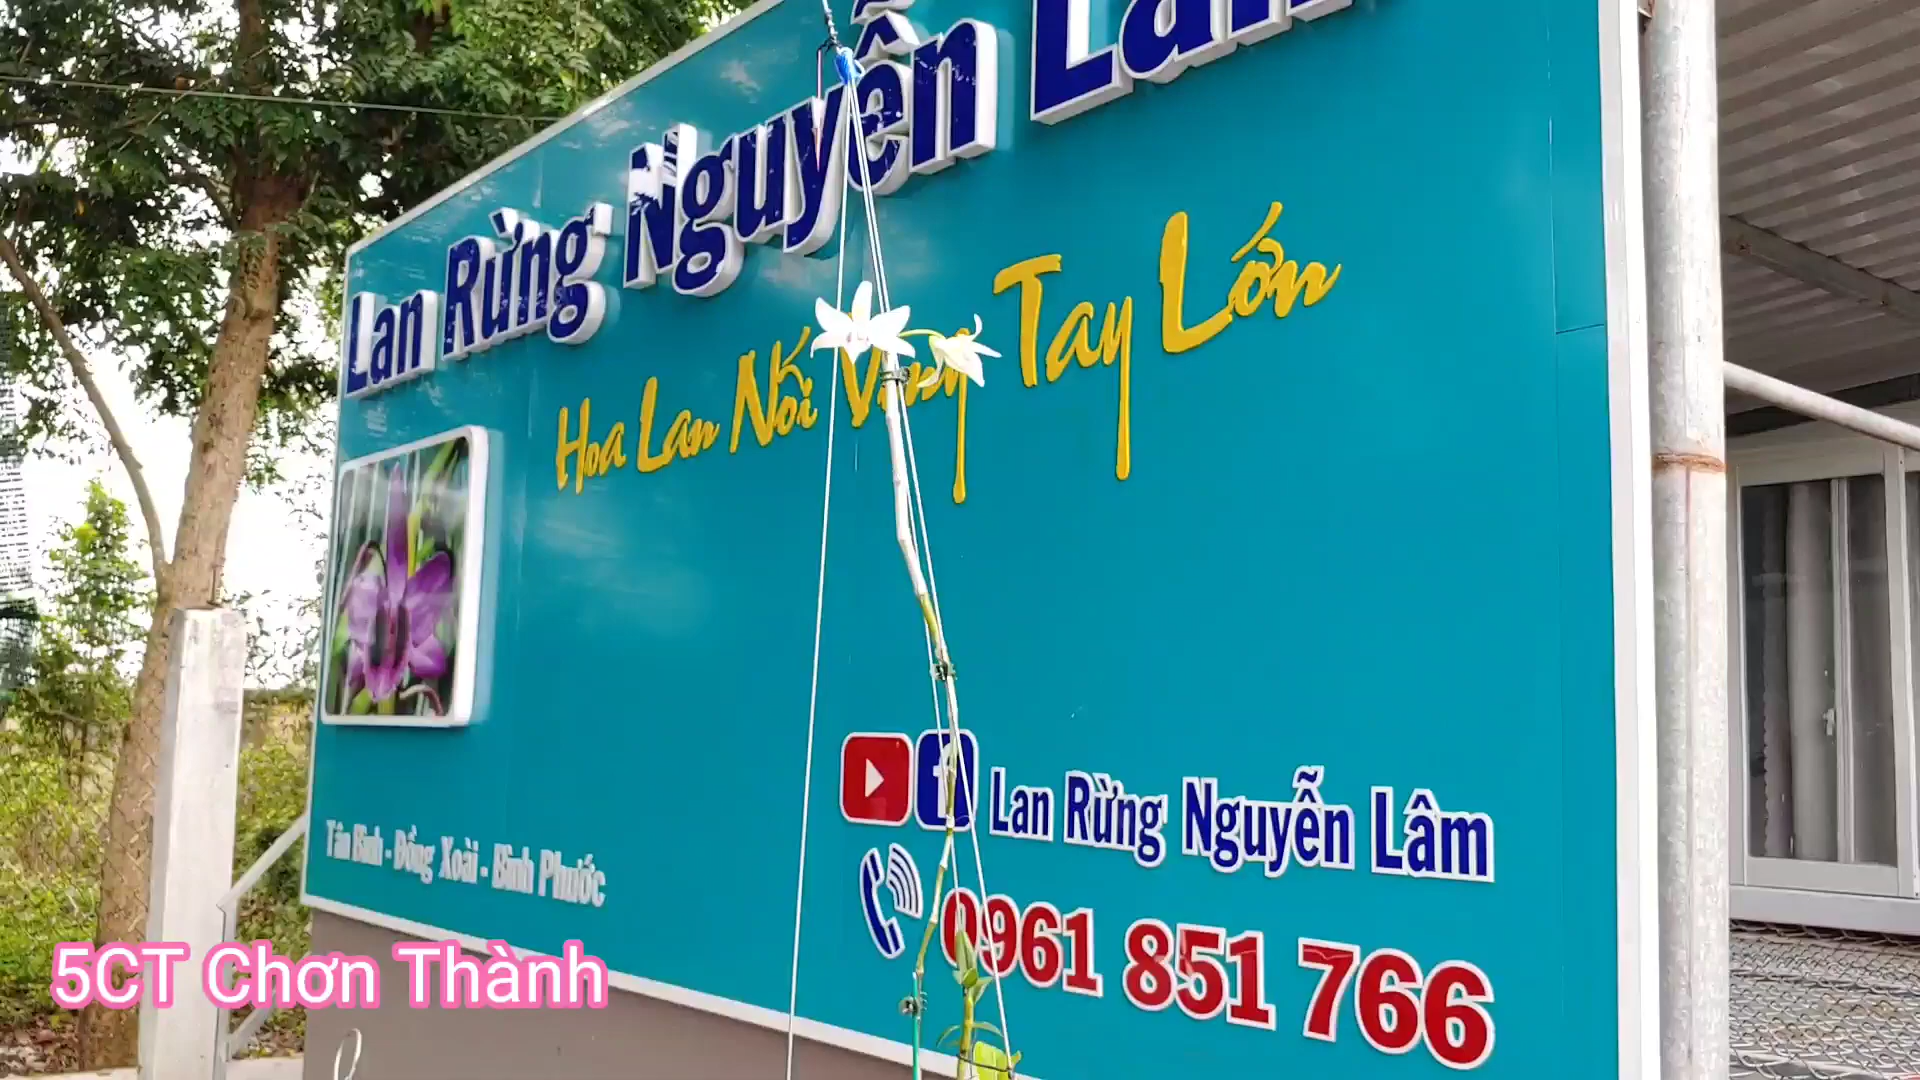 Lan Rừng Nguyễn Lâm
Hoa Lan Nối Vòng Tay Lớn
Lan Rừng Nguyễn Lâm
0961 851 766
Tân Bình - Đồng Xoài - Bình Phước
5CT Chơn Thành